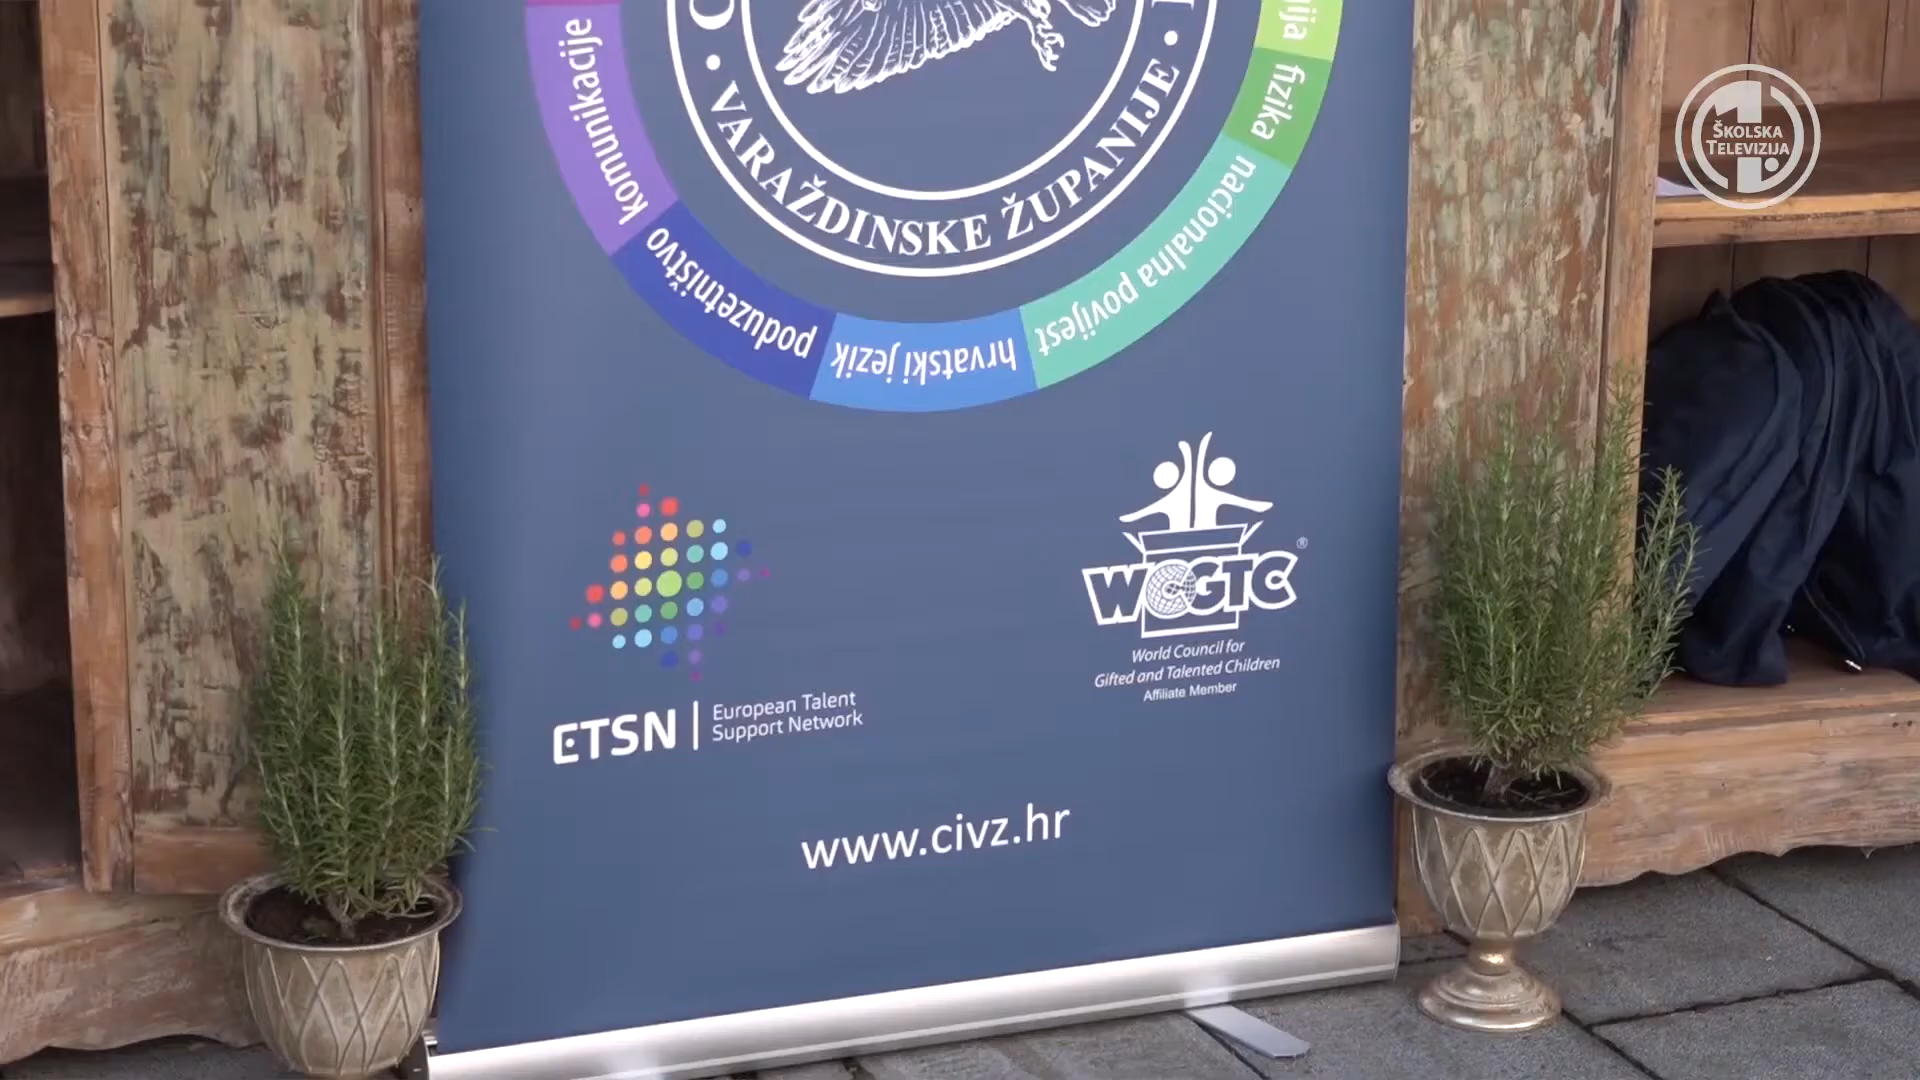 komunikacije
poduzetništvo
hrvatski jezik
nacionalna povijest
fizika
• VARAŽDINSKE ŽUPANIJE •
ŠKOLSKA
TELEVIZIJA
WCGTC®
World Council for
Gifted and Talented Children
Affiliate Member
ETSN | European Talent
Support Network
www.civz.hr